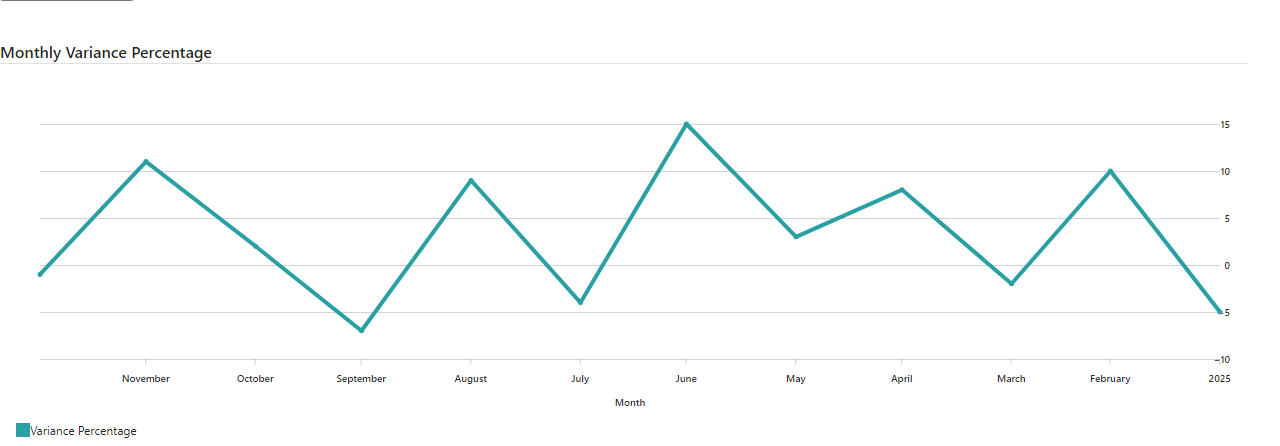 Monthly Variance Percentage
15
10
5
0
-5
-10
November October September August July June May April March February 2025
Month
Variance Percentage